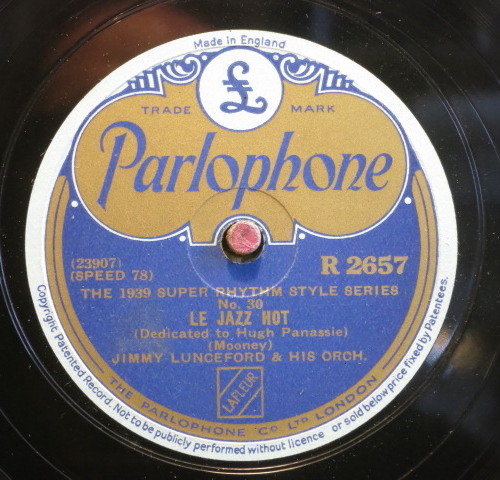 Made in England
£
TRADE MARK
Parlophone
(23907)
(SPEED 78)
R 2657
THE 1939 SUPER RHYTHM STYLE SERIES
No. 30
LE JAZZ HOT
(Dedicated to Hugh Panassie)
(Mooney)
JIMMY LUNCEFORD & HIS ORCH.
LAFLEUR
THE PARLOPHONE Co. LTD LONDON
Copyright. Patented Record. Not to be publicly performed without licence or sold below price fixed by Patentees.